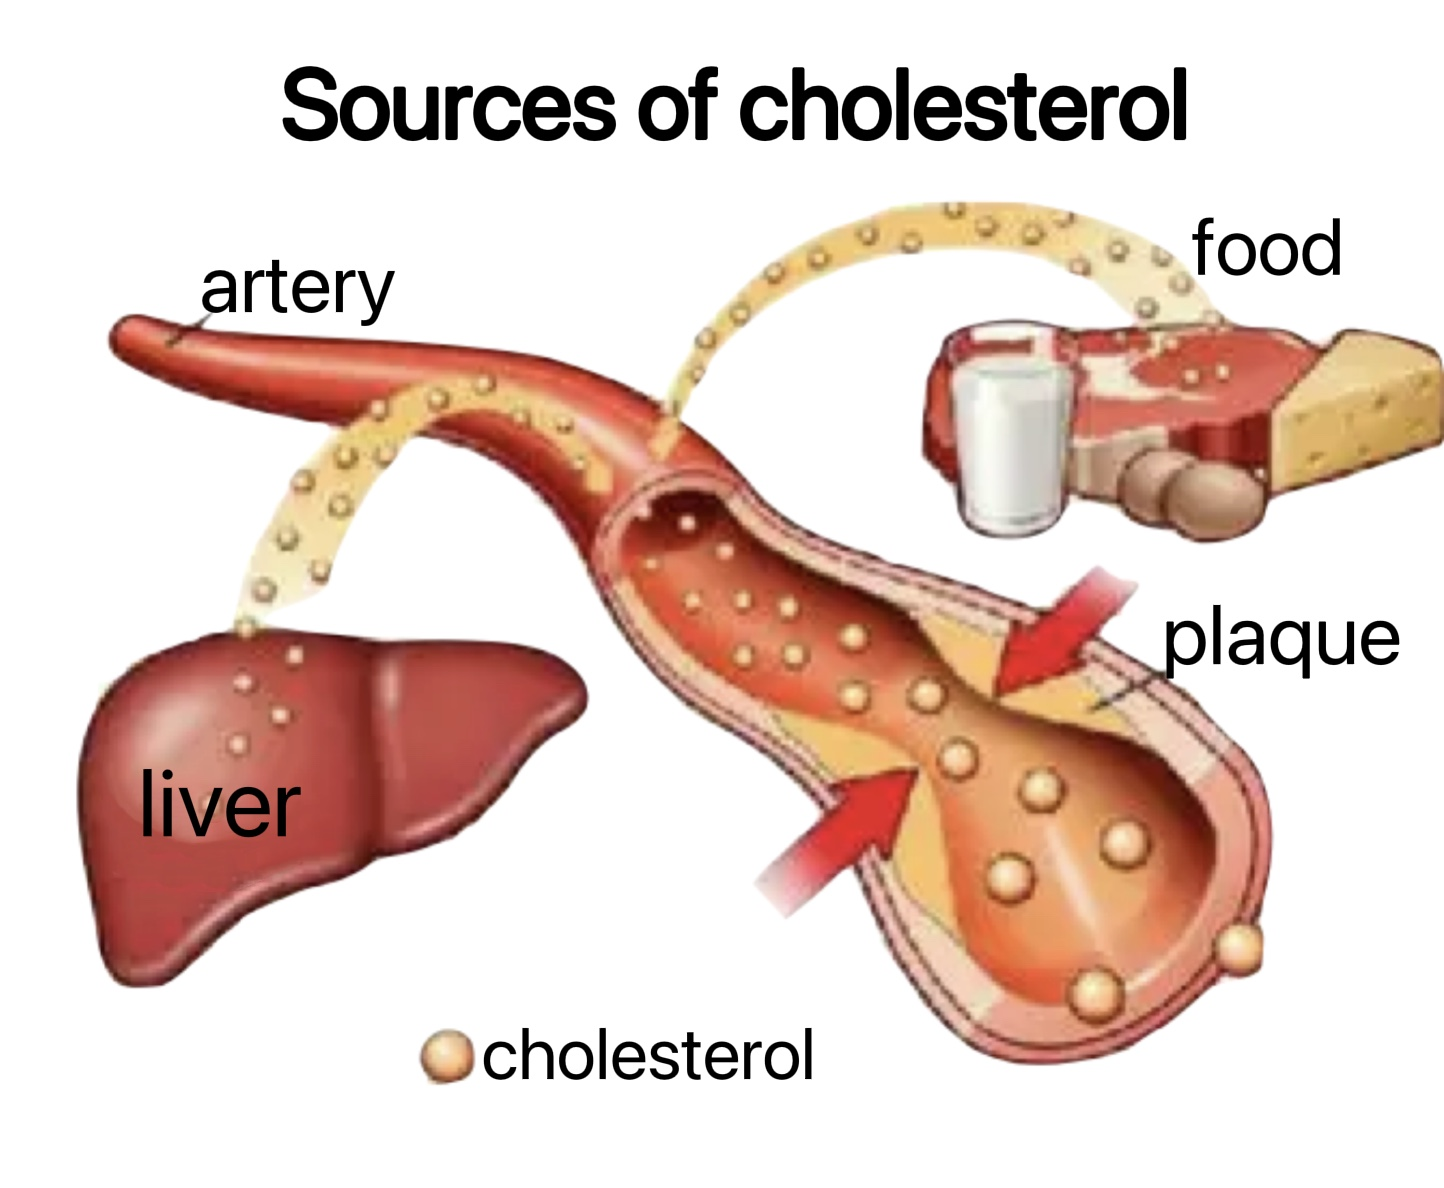 Sources of cholesterol
food
artery
plaque
liver
cholesterol